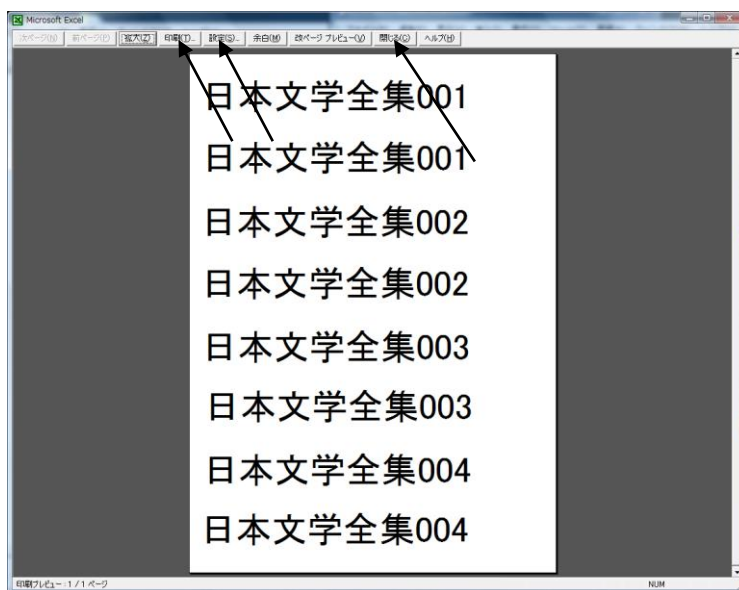 Microsoft Excel
次ページ(N) 前ページ(P) 拡大(Z) 印刷(T)... 設定(S)... 余白(M) 改ページ プレビュー(V) 閉じる(C) ヘルプ(H)
日本文学全集001
日本文学全集001
日本文学全集002
日本文学全集002
日本文学全集003
日本文学全集003
日本文学全集004
日本文学全集004
印刷プレビュー：1 / 1 ページ
NUM